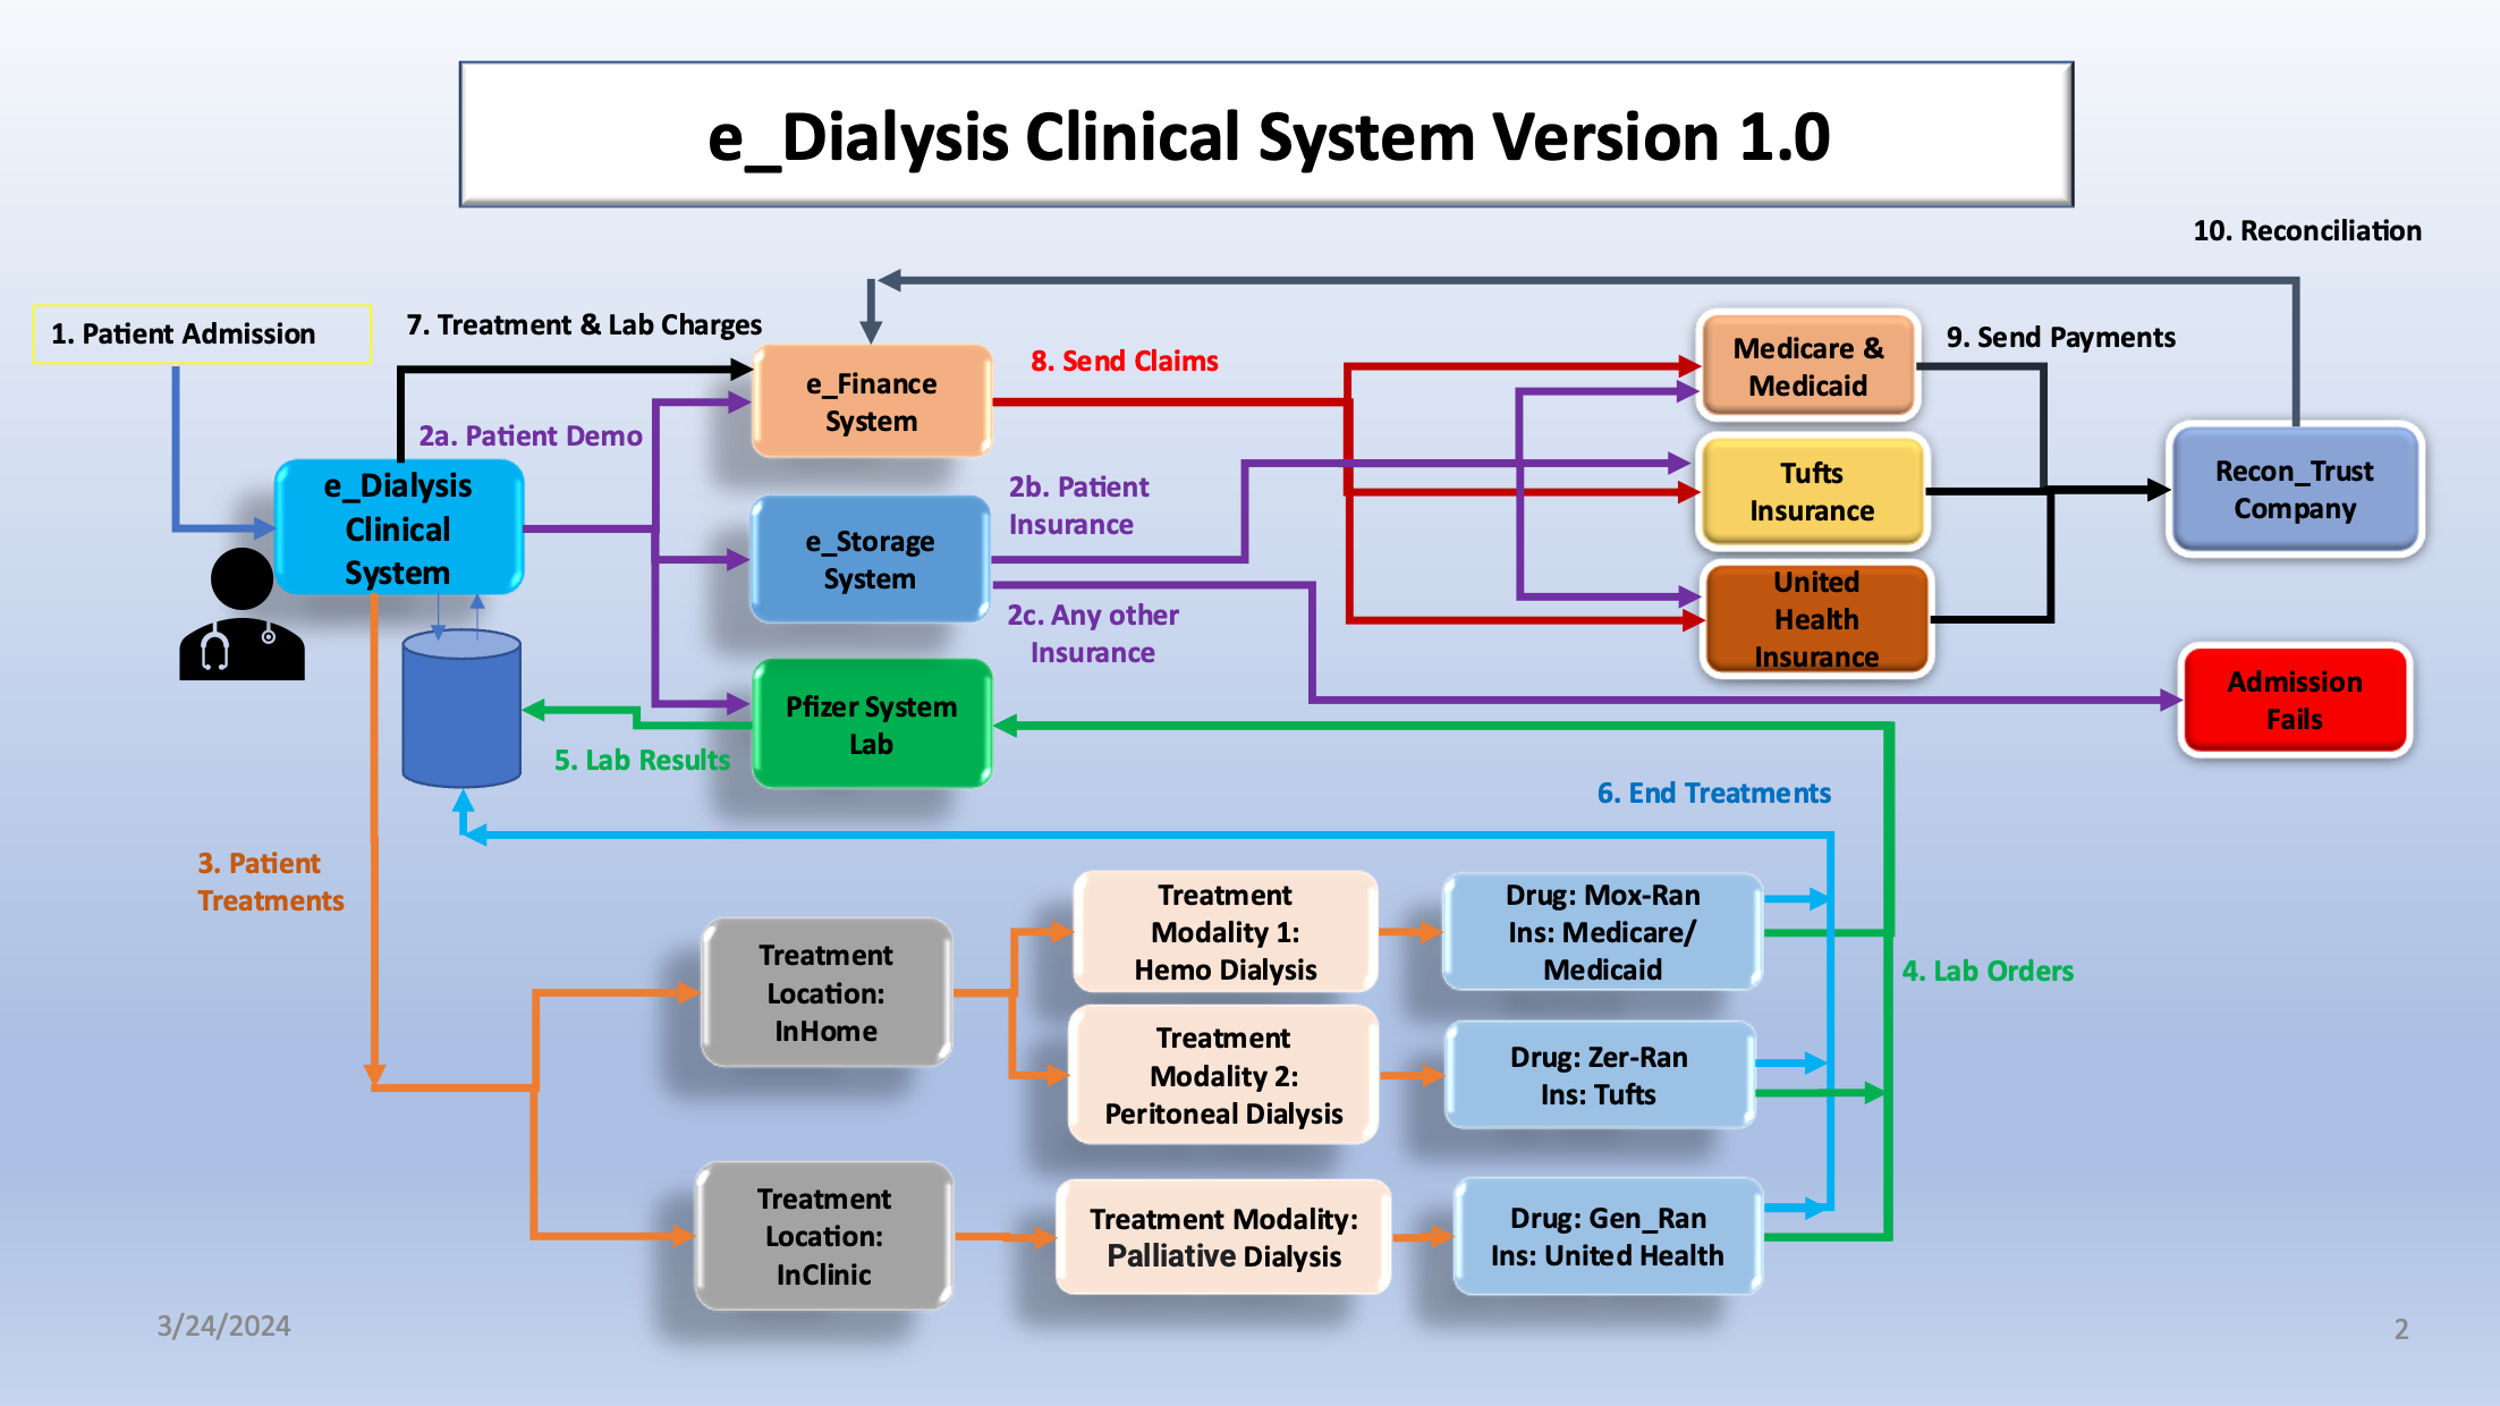 e_Dialysis Clinical System Version 1.0
10. Reconciliation
1. Patient Admission
7. Treatment & Lab Charges
8. Send Claims
9. Send Payments
2a. Patient Demo
e_Finance
System
Medicare &
Medicaid
e_Dialysis
Clinical
System
2b. Patient
Insurance
Tufts
Insurance
Recon_Trust
Company
e_Storage
System
2c. Any other
Insurance
United
Health
Insurance
Admission
Fails
Pfizer System
Lab
5. Lab Results
6. End Treatments
3. Patient
Treatments
4. Lab Orders
Treatment
Location:
InHome
Treatment
Modality 1:
Hemo Dialysis
Drug: Mox-Ran
Ins: Medicare/
Medicaid
Treatment
Modality 2:
Peritoneal Dialysis
Drug: Zer-Ran
Ins: Tufts
Treatment
Location:
InClinic
Treatment Modality:
Palliative Dialysis
Drug: Gen_Ran
Ins: United Health
3/24/2024
2